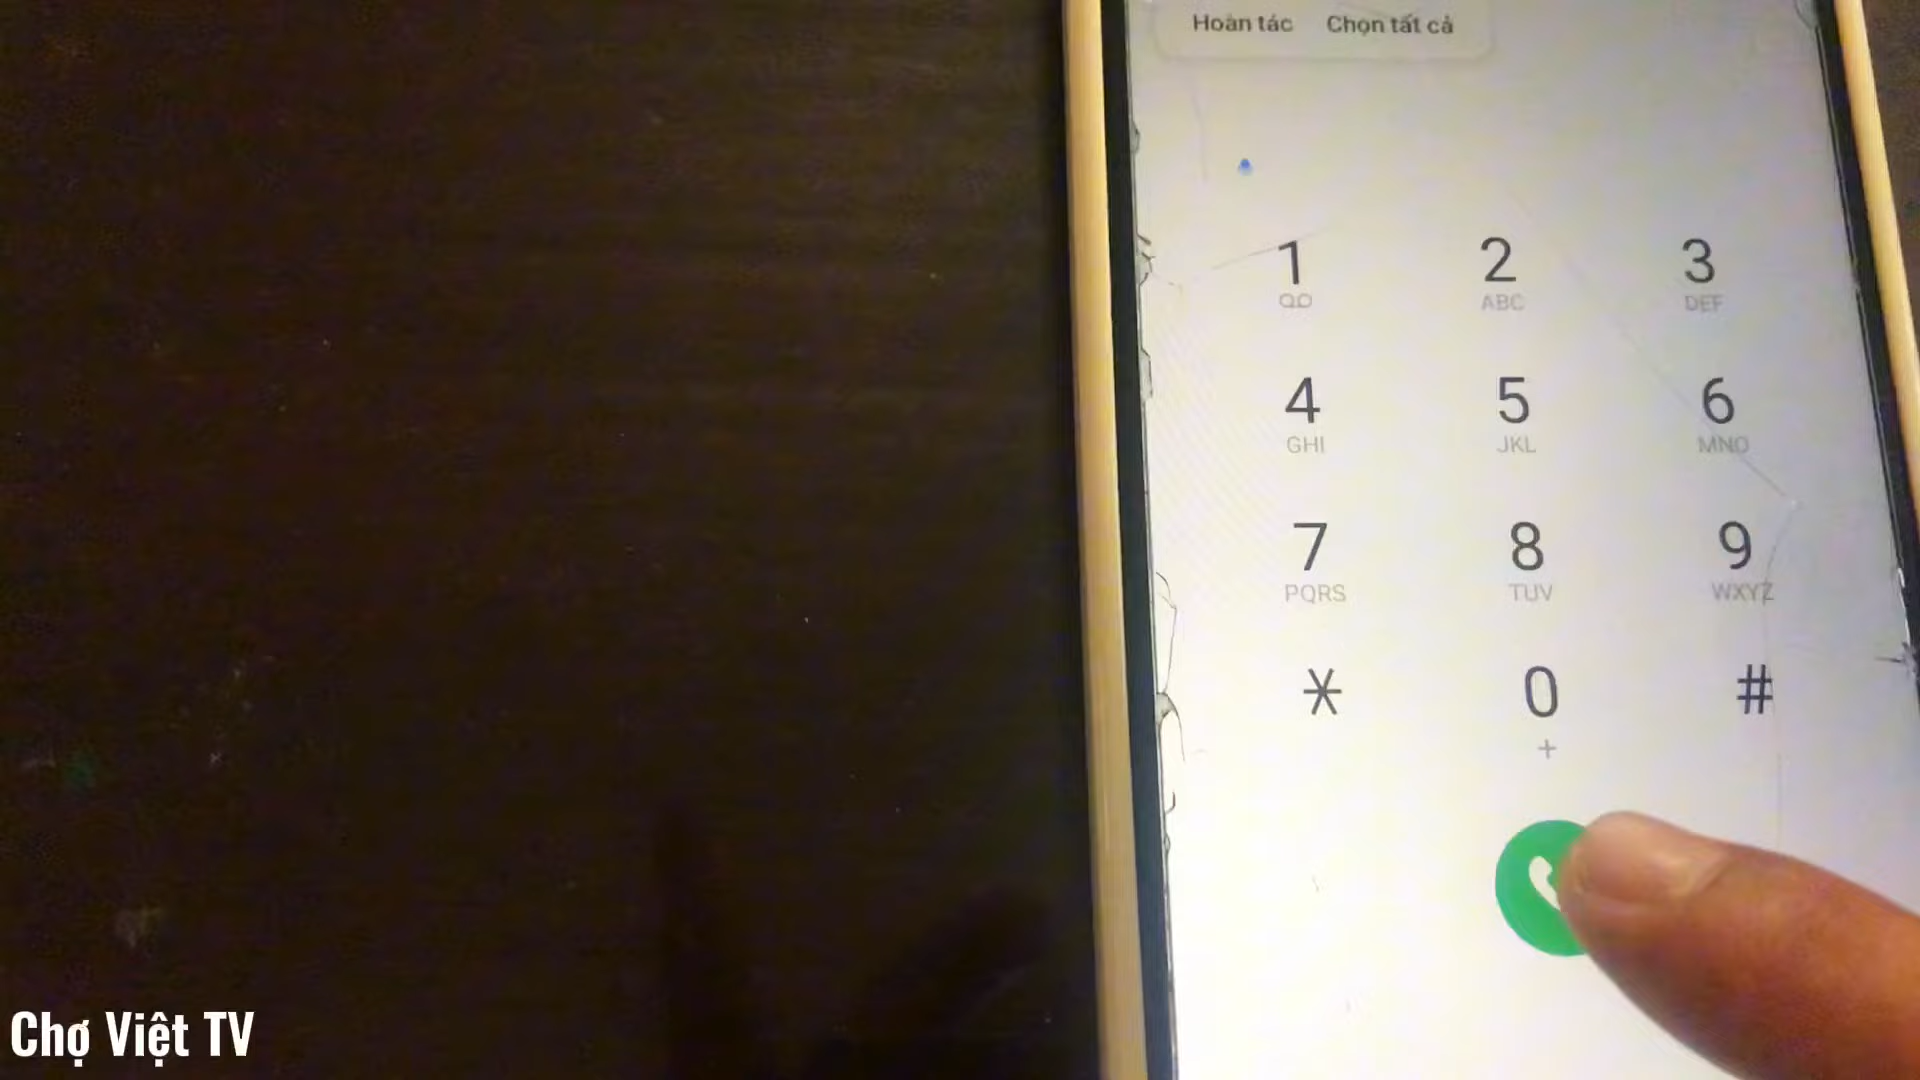 Hoàn tác Chọn tất cả
1 2 3
ABC DEF
4 5 6
GHI JKL MNO
7 8 9
PQRS TUV WXYZ
* 0 #
+
Chợ Việt TV